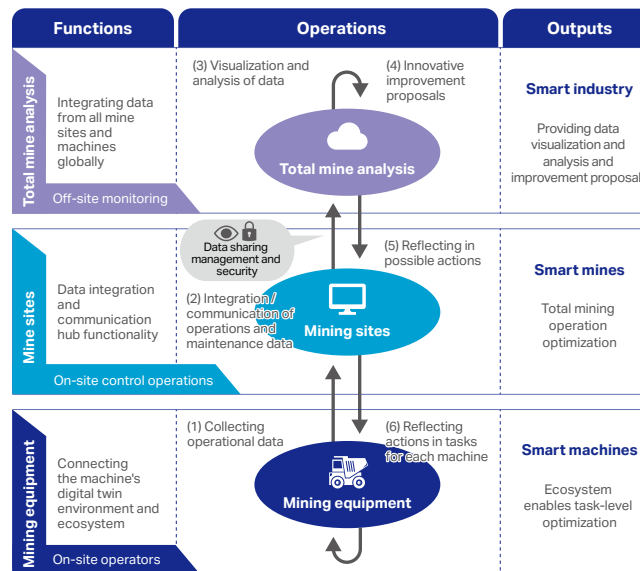 Functions
Operations
Outputs
Total mine analysis
Integrating data
from all mine
sites and
machines
globally
Off-site monitoring
(3) Visualization and
analysis of data
(4) Innovative
improvement
proposals
Total mine analysis
Smart industry
Providing data
visualization and
analysis and
improvement proposal
Data sharing
management and
security
Mine sites
Data integration
and
communication
hub functionality
On-site control operations
(2) Integration /
communication of
operations and
maintenance data
(5) Reflecting in
possible actions
Mining sites
Smart mines
Total mining
operation
optimization
Mining equipment
Connecting
the machine's
digital twin
environment and
ecosystem
On-site operators
(1) Collecting
operational data
(6) Reflecting
actions in tasks
for each machine
Mining equipment
Smart machines
Ecosystem
enables task-level
optimization